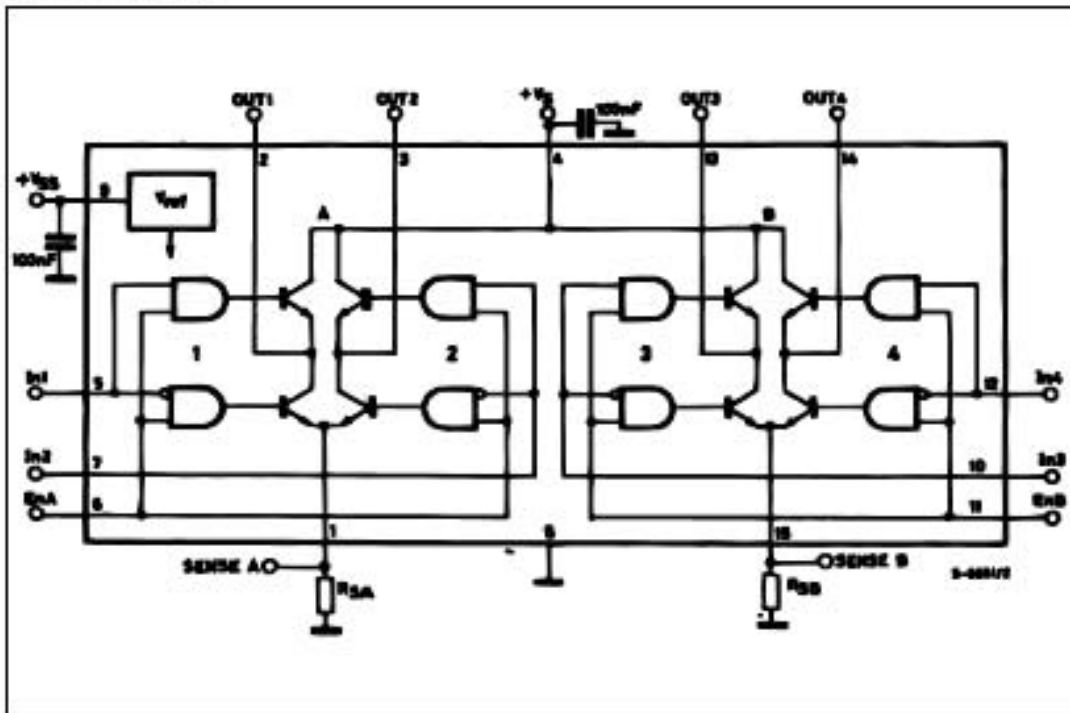 OUT1 OUT2 +Vs 100nF OUT3 OUT4
2 3 4 13 14
+VSS 9 Vref
A B
100nF
1 2 3 4
In1 5 12 In4
In2 7 10 In3
EnA 6 11 EnB
1 8 15
SENSE A SENSE B
RSA RSB